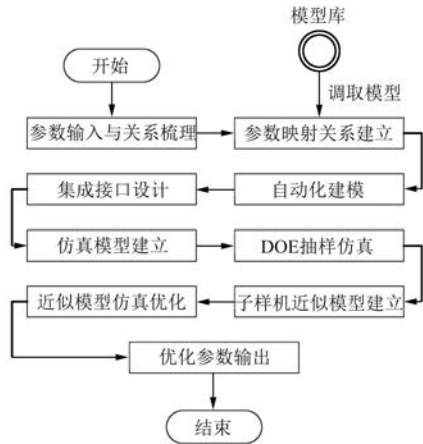 模型库
开始
调取模型
参数输入与关系梳理
参数映射关系建立
集成接口设计
自动化建模
仿真模型建立
DOE抽样仿真
近似模型仿真优化
子样机近似模型建立
优化参数输出
结束